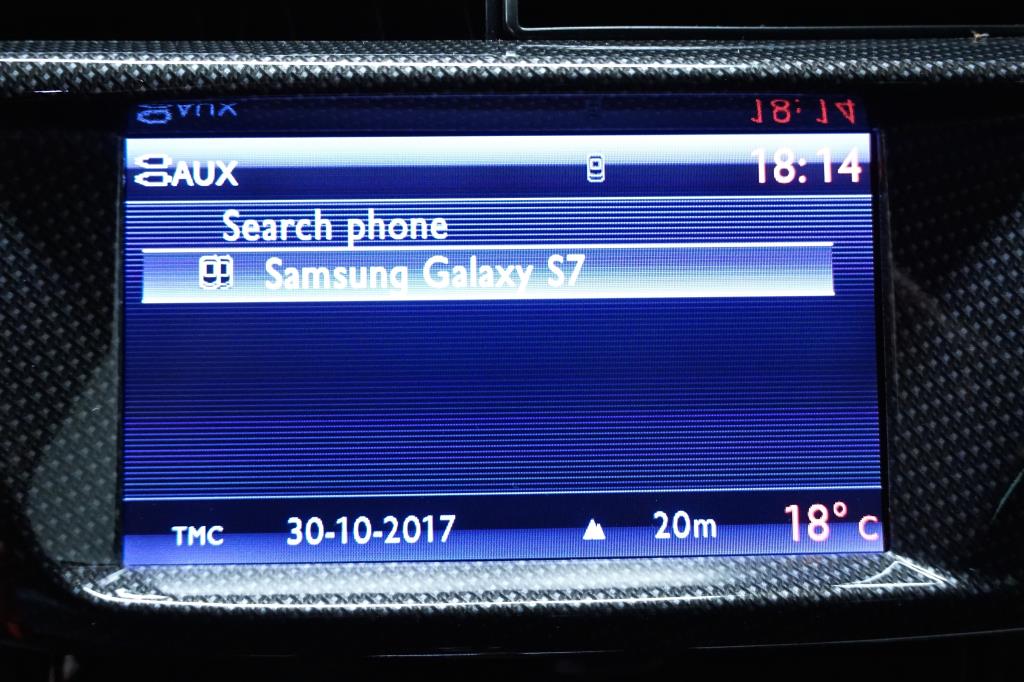 AUX 18:14
Search phone
Samsung Galaxy S7
TMC 30-10-2017 20m 18° C